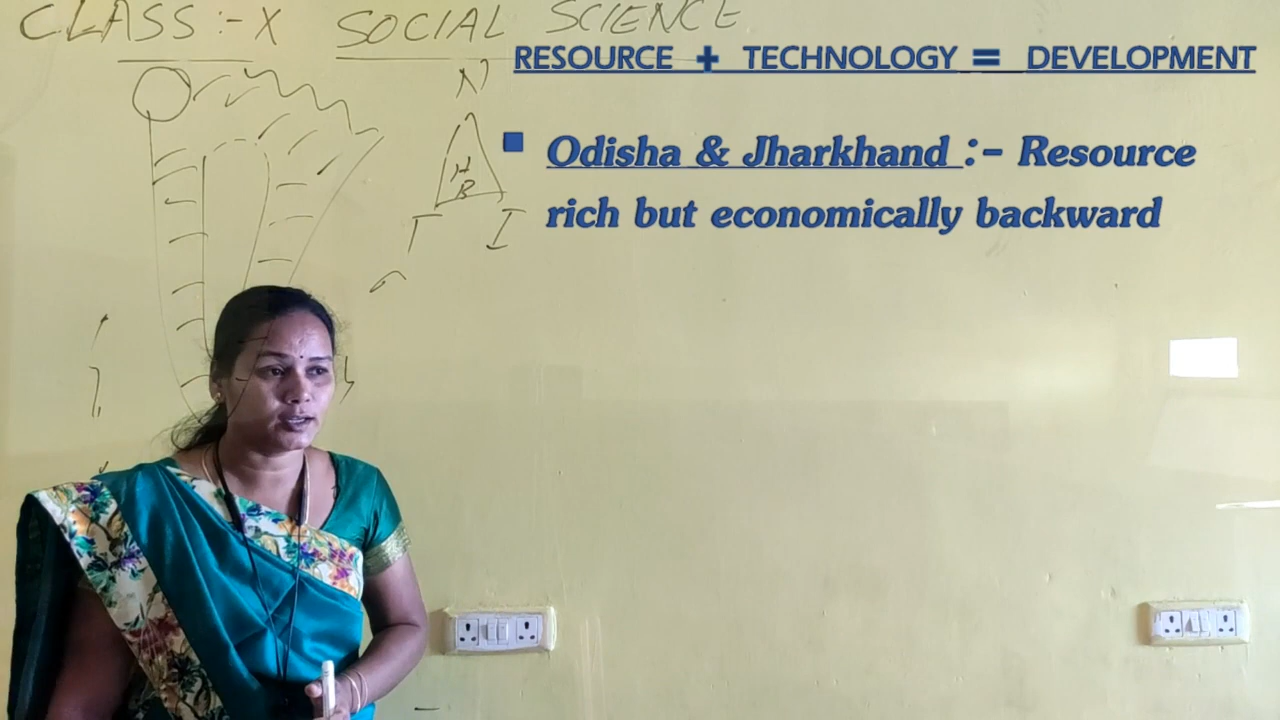 CLASS :- X SOCIAL SCIENCE
RESOURCE + TECHNOLOGY = DEVELOPMENT
N
▪ Odisha & Jharkhand :- Resource
H
B
rich but economically backward
T I